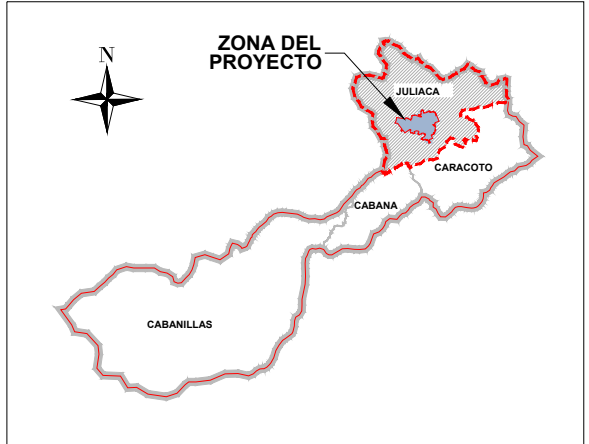 ZONA DEL
PROYECTO
N
JULIACA
CARACOTO
CABANA
CABANILLAS